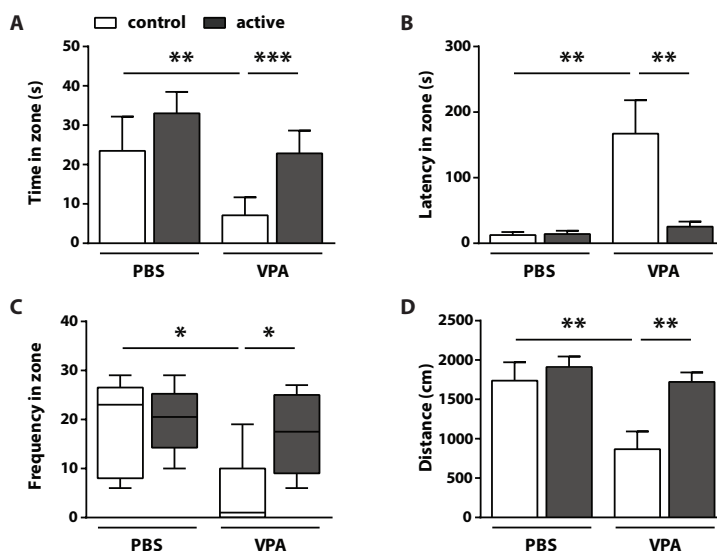 A
control active
**
***
Time in zone (s)
50
40
30
20
10
0
PBS VPA
B
**
**
Latency in zone (s)
300
200
100
0
PBS VPA
C
*
*
Frequency in zone
40
30
20
10
0
PBS VPA
D
**
**
Distance (cm)
2500
2000
1500
1000
500
0
PBS VPA